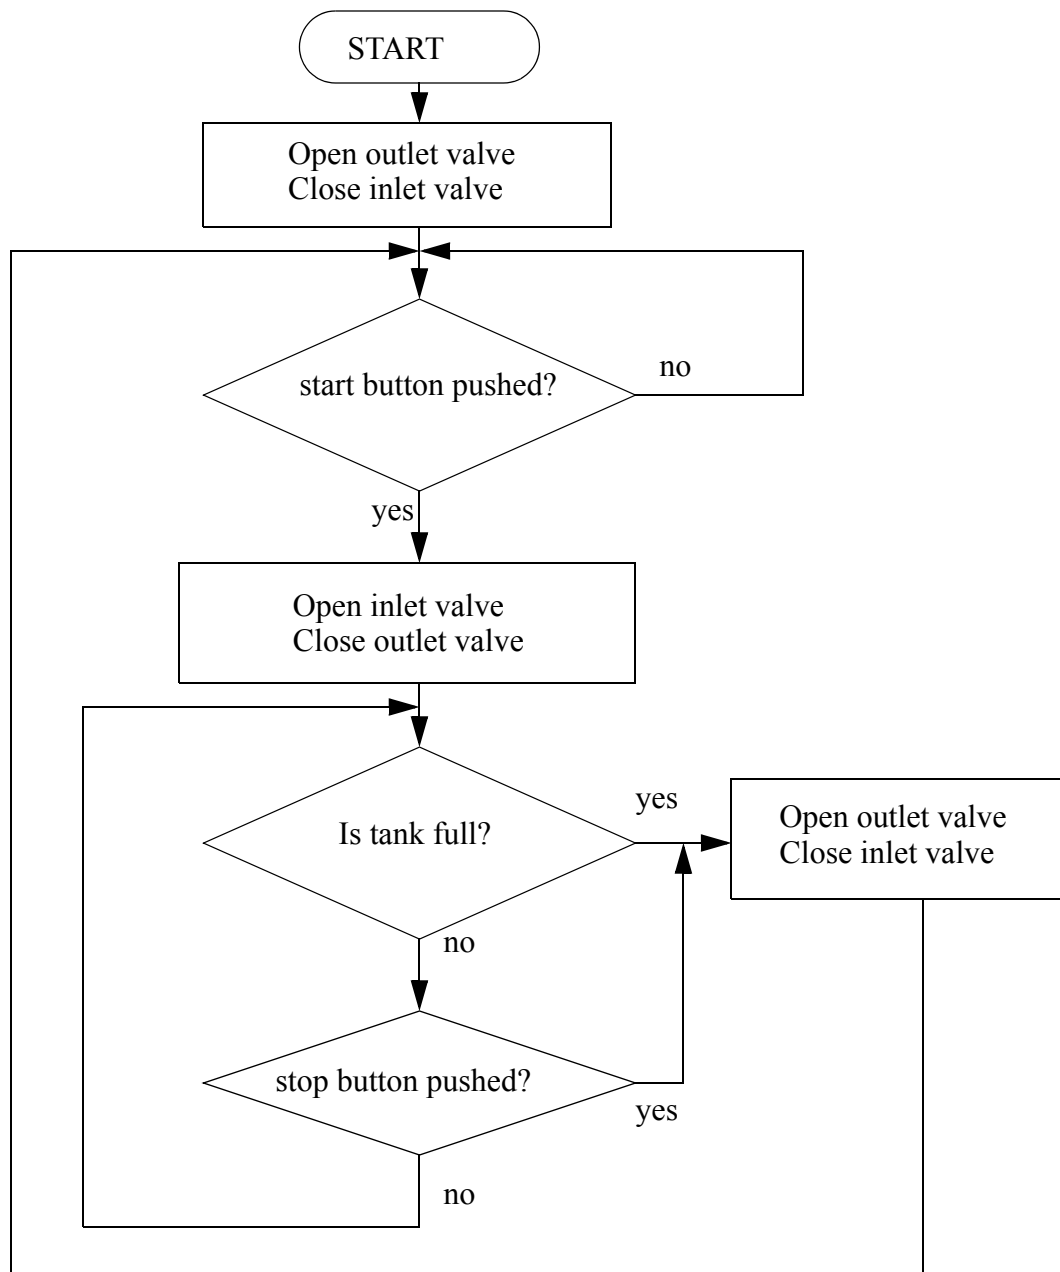 START
Open outlet valve
Close inlet valve
start button pushed?
no
yes
Open inlet valve
Close outlet valve
Is tank full?
yes
Open outlet valve
Close inlet valve
no
stop button pushed?
yes
no